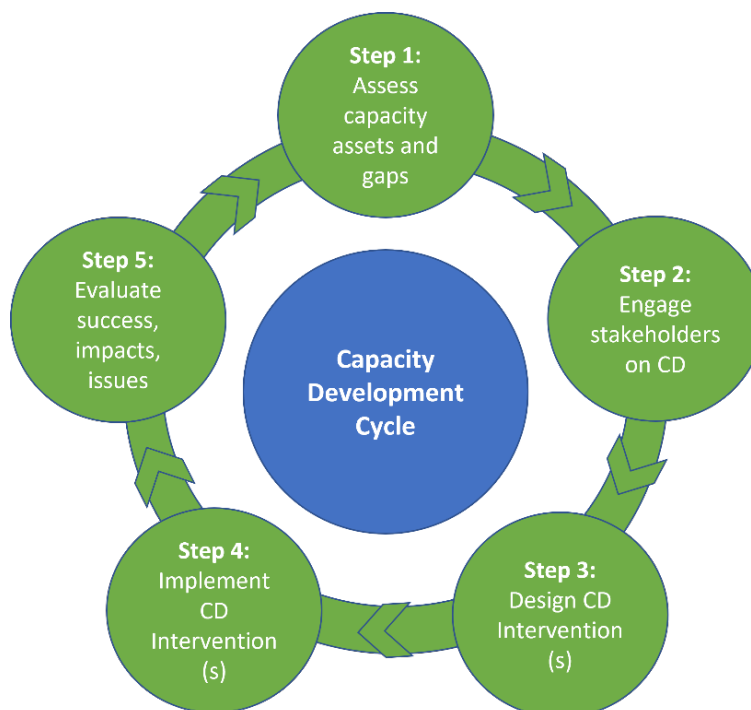 Step 1:
Assess
capacity
assets and
gaps
Step 2:
Engage
stakeholders
on CD
Step 3:
Design CD
Intervention
(s)
Step 4:
Implement
CD
Intervention
(s)
Step 5:
Evaluate
success,
impacts,
issues
Capacity
Development
Cycle